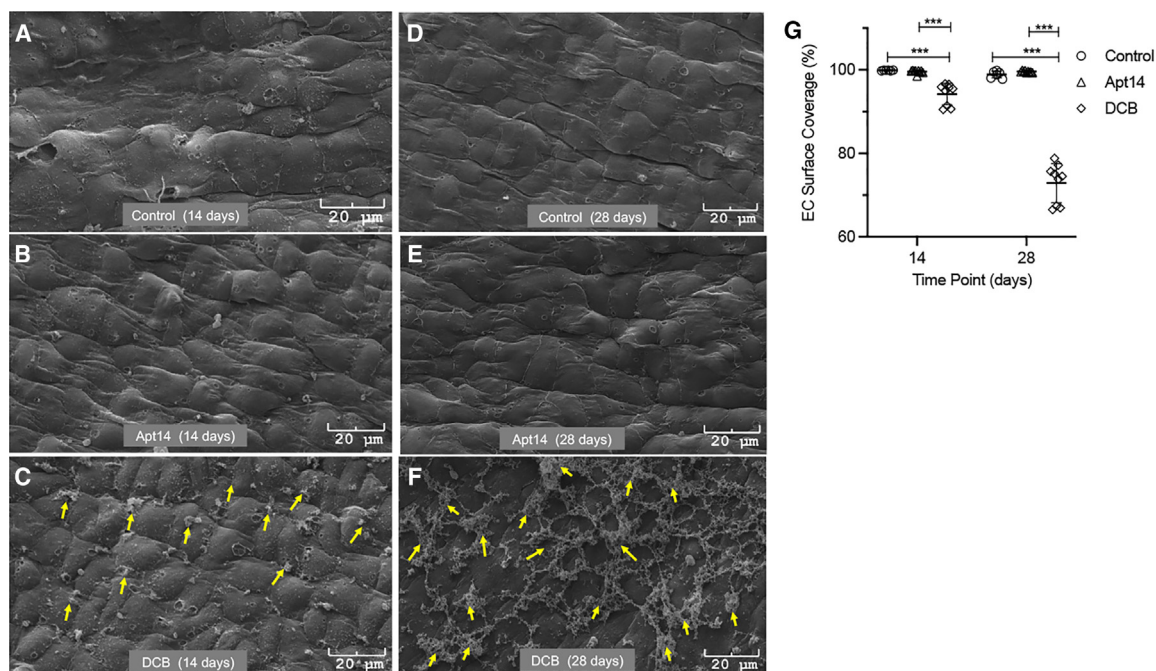 A
Control (14 days)
20 µm
B
Apt14 (14 days)
20 µm
C
DCB (14 days)
20 µm
D
Control (28 days)
20 µm
E
Apt14 (28 days)
20 µm
F
DCB (28 days)
20 µm
G
***
***
***
***
EC Surface Coverage (%)
100
80
60
14
28
Time Point (days)
Control
Apt14
DCB